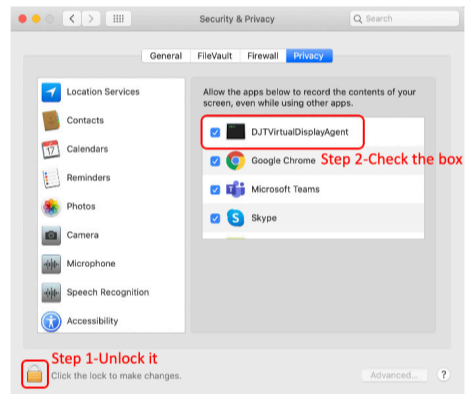 Security & Privacy
Search
General
FileVault
Firewall
Privacy
Location Services
Contacts
17
Calendars
Reminders
Photos
Camera
Microphone
Speech Recognition
Accessibility
Allow the apps below to record the contents of your
screen, even while using other apps.
DJTVirtualDisplayAgent
Google Chrome
Step 2-Check the box
Microsoft Teams
Skype
Step 1-Unlock it
Click the lock to make changes.
Advanced...
?